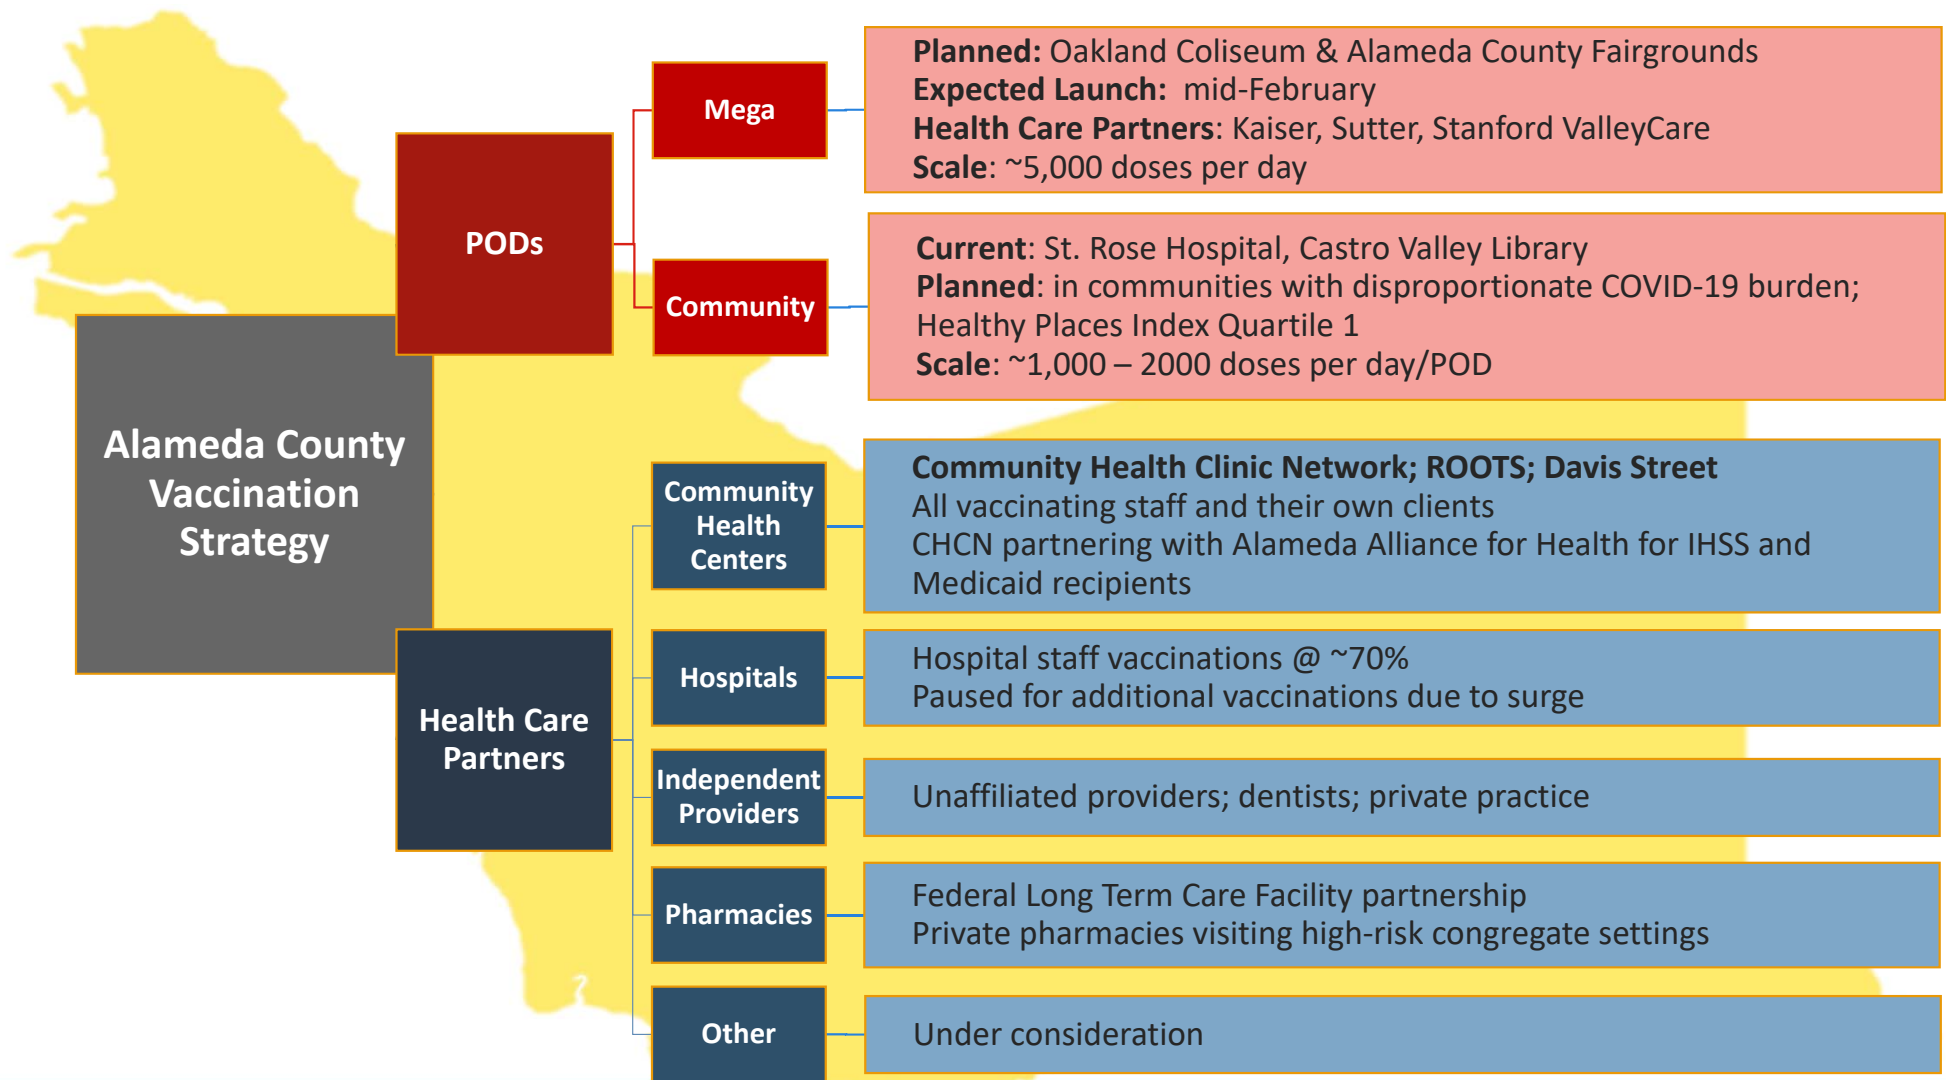 Alameda County
Vaccination
Strategy
PODs
Mega
Planned: Oakland Coliseum & Alameda County Fairgrounds
Expected Launch: mid-February
Health Care Partners: Kaiser, Sutter, Stanford ValleyCare
Scale: ~5,000 doses per day
Community
Current: St. Rose Hospital, Castro Valley Library
Planned: in communities with disproportionate COVID-19 burden;
Healthy Places Index Quartile 1
Scale: ~1,000 – 2000 doses per day/POD
Health Care
Partners
Community
Health
Centers
Community Health Clinic Network; ROOTS; Davis Street
All vaccinating staff and their own clients
CHCN partnering with Alameda Alliance for Health for IHSS and
Medicaid recipients
Hospitals
Hospital staff vaccinations @ ~70%
Paused for additional vaccinations due to surge
Independent
Providers
Unaffiliated providers; dentists; private practice
Pharmacies
Federal Long Term Care Facility partnership
Private pharmacies visiting high-risk congregate settings
Other
Under consideration